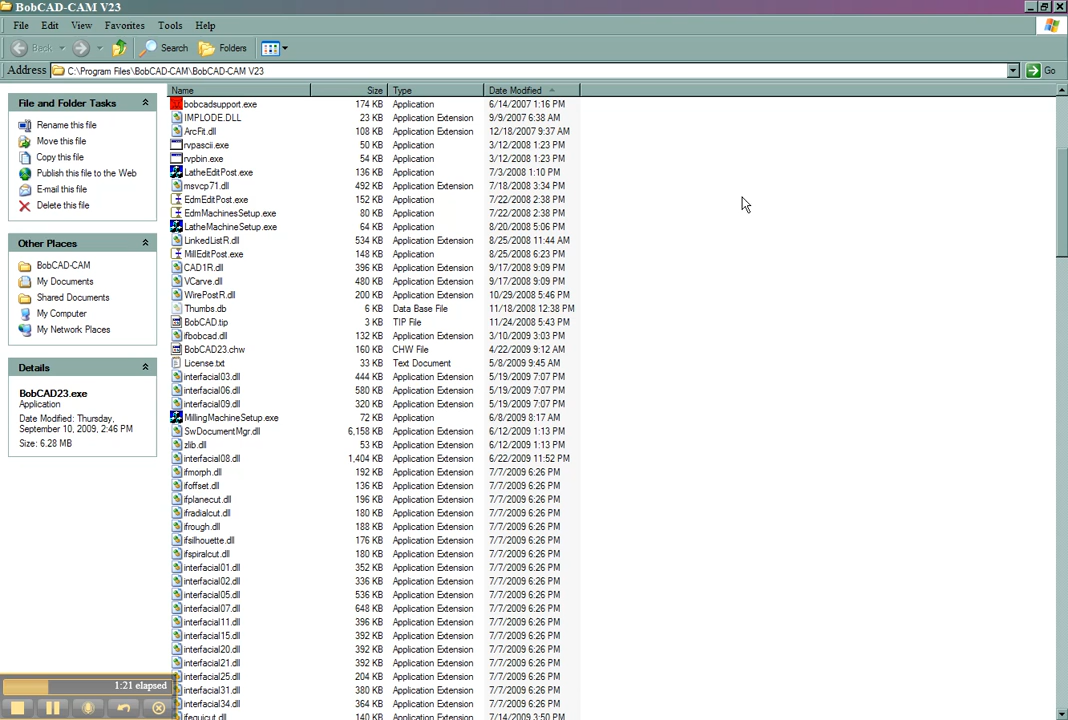 BobCAD-CAM V23
File Edit View Favorites Tools Help
Back Search Folders
Address C:\Program Files\BobCAD-CAM\BobCAD-CAM V23 Go
File and Folder Tasks
Rename this file
Move this file
Copy this file
Publish this file to the Web
E-mail this file
Delete this file
Other Places
BobCAD-CAM
My Documents
Shared Documents
My Computer
My Network Places
Details
BobCAD23.exe
Application
Date Modified: Thursday,
September 10, 2009, 2:46 PM
Size: 6.28 MB
Name Size Type Date Modified
bobcadsupport.exe 174 KB Application 6/14/2007 1:16 PM
IMPLODE.DLL 23 KB Application Extension 9/9/2007 6:38 AM
ArcFit.dll 108 KB Application Extension 12/18/2007 9:37 AM
rvpascii.exe 50 KB Application 3/12/2008 1:23 PM
rvpbin.exe 54 KB Application 3/12/2008 1:23 PM
LatheEditPost.exe 136 KB Application 7/3/2008 1:10 PM
msvcp71.dll 492 KB Application Extension 7/18/2008 3:34 PM
EdmEditPost.exe 152 KB Application 7/22/2008 2:38 PM
EdmMachinesSetup.exe 80 KB Application 7/22/2008 2:38 PM
LatheMachineSetup.exe 64 KB Application 8/20/2008 5:06 PM
LinkedListR.dll 534 KB Application Extension 8/25/2008 11:44 AM
MillEditPost.exe 148 KB Application 8/25/2008 6:23 PM
CAD1R.dll 396 KB Application Extension 9/17/2008 9:09 PM
VCarve.dll 480 KB Application Extension 9/17/2008 9:09 PM
WirePostR.dll 200 KB Application Extension 10/29/2008 5:46 PM
Thumbs.db 6 KB Data Base File 11/18/2008 12:38 PM
BobCAD.tip 3 KB TIP File 11/24/2008 5:43 PM
ifbobcad.dll 132 KB Application Extension 3/10/2009 3:03 PM
BobCAD23.chw 160 KB CHW File 4/22/2009 9:12 AM
License.txt 33 KB Text Document 5/8/2009 9:45 AM
interfacial03.dll 444 KB Application Extension 5/19/2009 7:07 PM
interfacial06.dll 580 KB Application Extension 5/19/2009 7:07 PM
interfacial09.dll 320 KB Application Extension 5/19/2009 7:07 PM
MillingMachineSetup.exe 72 KB Application 6/8/2009 8:17 AM
SwDocumentMgr.dll 6,158 KB Application Extension 6/12/2009 1:13 PM
zlib.dll 53 KB Application Extension 6/12/2009 1:13 PM
interfacial08.dll 1,404 KB Application Extension 6/22/2009 11:52 PM
ifmorph.dll 192 KB Application Extension 7/7/2009 6:26 PM
ifoffset.dll 136 KB Application Extension 7/7/2009 6:26 PM
ifplanecut.dll 196 KB Application Extension 7/7/2009 6:26 PM
ifradialcut.dll 180 KB Application Extension 7/7/2009 6:26 PM
ifrough.dll 188 KB Application Extension 7/7/2009 6:26 PM
ifsilhouette.dll 176 KB Application Extension 7/7/2009 6:26 PM
ifspiralcut.dll 180 KB Application Extension 7/7/2009 6:26 PM
interfacial01.dll 352 KB Application Extension 7/7/2009 6:26 PM
interfacial02.dll 336 KB Application Extension 7/7/2009 6:26 PM
interfacial05.dll 536 KB Application Extension 7/7/2009 6:26 PM
interfacial07.dll 648 KB Application Extension 7/7/2009 6:26 PM
interfacial11.dll 396 KB Application Extension 7/7/2009 6:26 PM
interfacial15.dll 392 KB Application Extension 7/7/2009 6:26 PM
interfacial20.dll 392 KB Application Extension 7/7/2009 6:26 PM
interfacial21.dll 392 KB Application Extension 7/7/2009 6:26 PM
interfacial25.dll 204 KB Application Extension 7/7/2009 6:26 PM
interfacial31.dll 380 KB Application Extension 7/7/2009 6:26 PM
interfacial34.dll 364 KB Application Extension 7/7/2009 6:26 PM
ifequicut.dll 140 KB Application Extension 7/14/2009 3:50 PM
1:21 elapsed